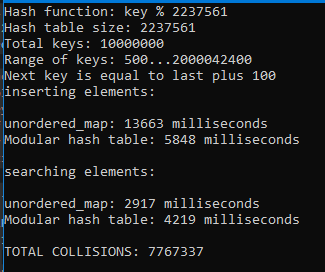 Hash function: key % 2237561
Hash table size: 2237561
Total keys: 10000000
Range of keys: 500...2000042400
Next key is equal to last plus 100
inserting elements:
unordered_map: 13663 milliseconds
Modular hash table: 5848 milliseconds
searching elements:
unordered_map: 2917 milliseconds
Modular hash table: 4219 milliseconds
TOTAL COLLISIONS: 7767337